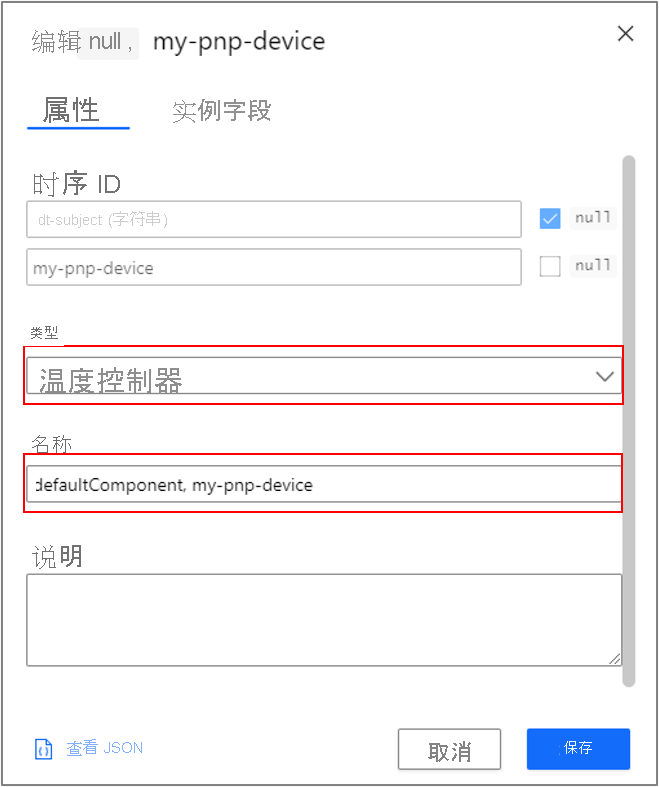 编辑 null , my-pnp-device
属性 实例字段
时序 ID
dt-subject (字符串) null
my-pnp-device null
类型
温度控制器
名称
defaultComponent, my-pnp-device
说明
查看 JSON 取消 保存